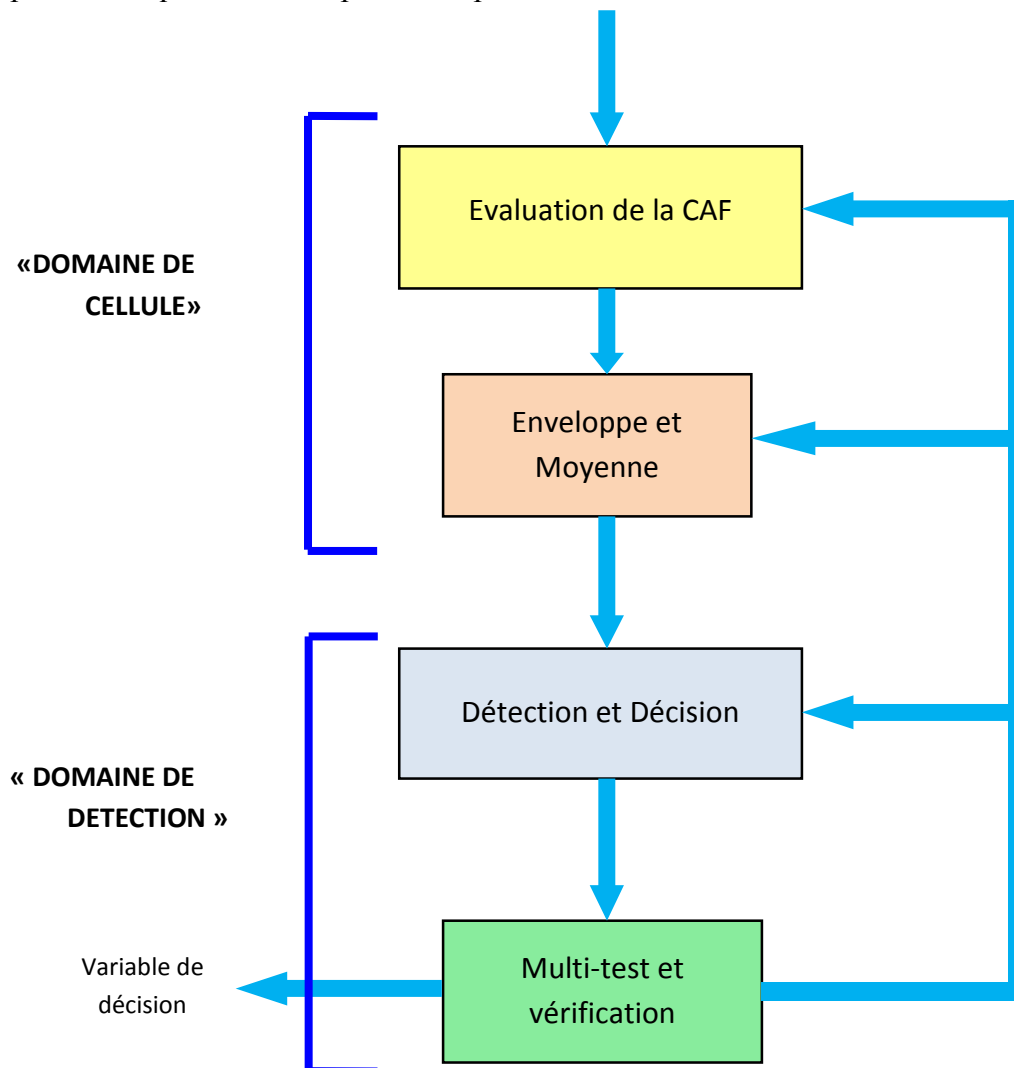 Evaluation de la CAF
«DOMAINE DE
CELLULE»
Enveloppe et
Moyenne
Détection et Décision
« DOMAINE DE
DETECTION »
Multi-test et
vérification
Variable de
décision